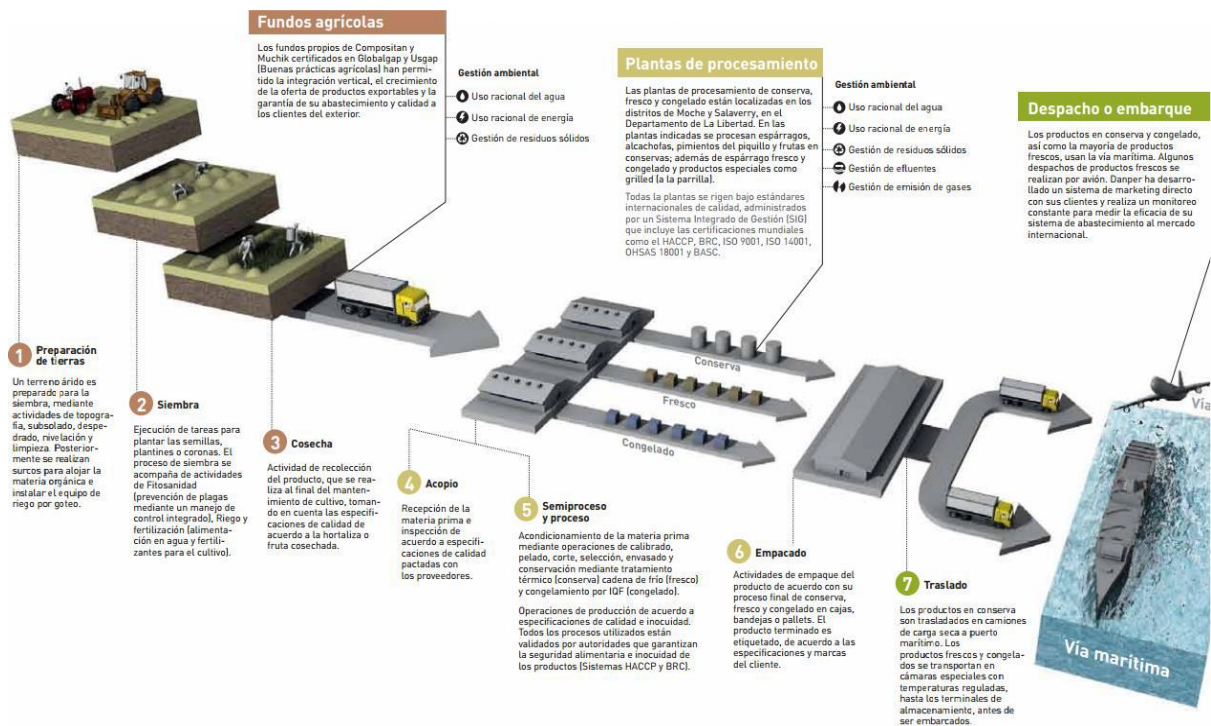 Fundos agrícolas
Los fundos propios de Compositan y
Muchik certificados en Globalgap y Usgap
(Buenas prácticas agrícolas) han permi-
tido la integración vertical, el crecimiento
de la oferta de productos exportables y la
garantía de su abastecimiento y calidad a
los clientes del exterior.
Gestión ambiental
Uso racional del agua
Uso racional de energía
Gestión de residuos sólidos
Plantas de procesamiento
Las plantas de procesamiento de conserva,
fresco y congelado están localizadas en los
distritos de Moche y Salaverry, en el
Departamento de La Libertad. En las
plantas indicadas se procesan espárragos,
alcachofas, pimientos del piquillo y frutas en
conservas; además de espárrago fresco y
congelado y productos especiales como
grilled (a la parrilla).
Todas la plantas se rigen bajo estándares
internacionales de calidad, administrados
por un Sistema Integrado de Gestión (SIG)
que incluye las certificaciones mundiales
como el HACCP, BRC, ISO 9001, ISO 14001,
OHSAS 18001 y BASC.
Gestión ambiental
Uso racional del agua
Uso racional de energía
Gestión de residuos sólidos
Gestión de efluentes
Gestión de emisión de gases
Despacho o embarque
Los productos en conserva y congelado,
así como la mayoría de productos
frescos, usan la vía marítima. Algunos
despachos de productos frescos se
realizan por avión. Danper ha desarro-
llado un sistema de marketing directo
con sus clientes y realiza un monitoreo
constante para medir la eficacia de su
sistema de abastecimiento al mercado
internacional.
1 Preparación
de tierras
Un terreno árido es
preparado para la
siembra, mediante
actividades de topogra-
fía, subsolado, despe-
drado, nivelación y
limpieza. Posterior-
mente se realizan
surcos para alojar la
materia orgánica e
instalar el equipo de
riego por goteo.
2 Siembra
Ejecución de tareas para
plantar las semillas,
plantines o coronas. El
proceso de siembra se
acompaña de actividades
de Fitosanidad
(prevención de plagas
mediante un manejo de
control integrado), Riego y
fertilización (alimenta-
ción en agua y fertili-
zantes para el cultivo).
3 Cosecha
Actividad de recolección
del producto, que se rea-
liza al final del mante-
nimiento de cultivo, toman-
do en cuenta las especifi-
caciones de calidad de
acuerdo a la hortaliza o
fruta cosechada.
4 Acopio
Recepción de la
materia prima e
inspección de
acuerdo a especifi-
caciones de calidad
pactadas con
los proveedores.
Conserva
Fresco
Congelado
5 Semiproceso
y proceso
Acondicionamiento de la materia prima
mediante operaciones de calibrado,
pelado, corte, selección, envasado y
conservación mediante tratamiento
térmico (conserva) cadena de frío (fresco)
y congelamiento por IQF (congelado).
Operaciones de producción de acuerdo a
especificaciones de calidad e inocuidad.
Todos los procesos utilizados están
validados por autoridades que garantizan
la seguridad alimentaria e inocuidad de
los productos (Sistemas HACCP y BRC).
6 Empacado
Actividades de empaque del
producto de acuerdo con su
proceso final de conserva,
fresco y congelado en cajas,
bandejas o pallets. El
producto terminado es
etiquetado, de acuerdo a las
especificaciones y marcas
del cliente.
7 Traslado
Los productos en conserva
son trasladados en camiones
de carga seca a puerto
marítimo. Los
productos frescos y congela-
dos se transportan en
cámaras especiales con
temperaturas reguladas,
hasta los terminales de
almacenamiento, antes de
ser embarcados.
Vía
Vía marítima